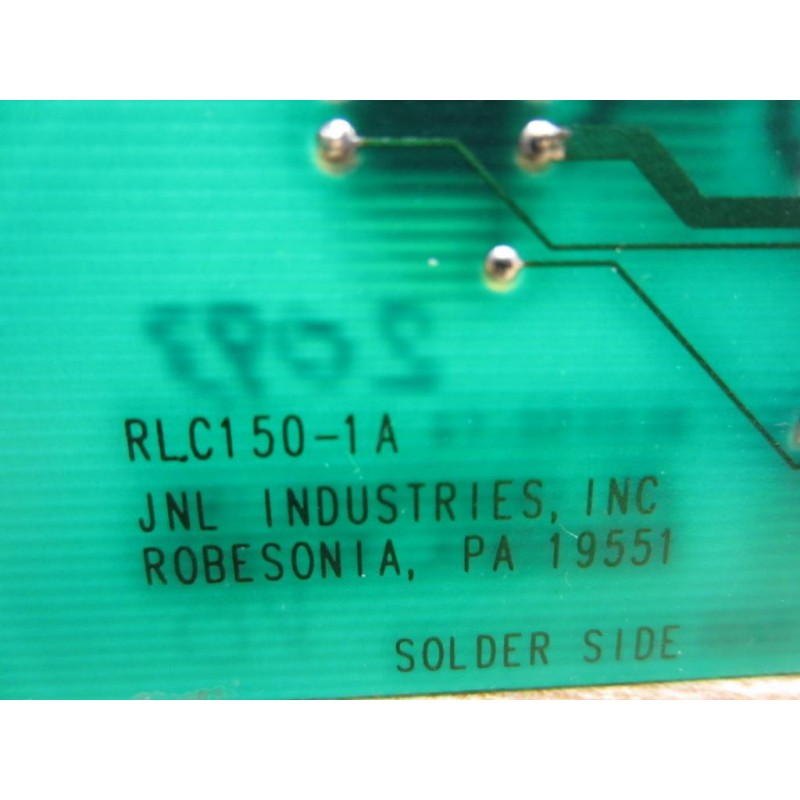 RLC150-1A
JNL INDUSTRIES, INC
ROBESONIA, PA 19551
SOLDER SIDE